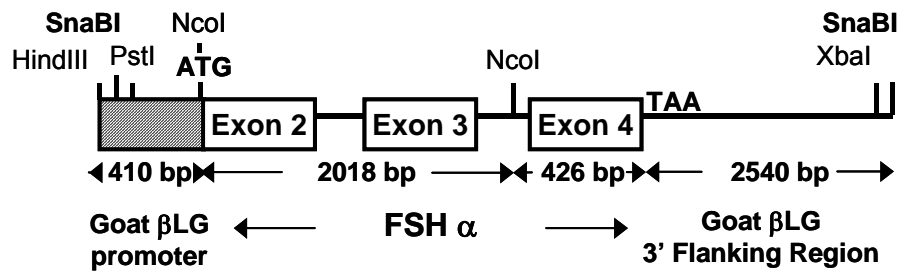 SnaBI NcoI SnaBI
HindIII PstI ATG NcoI XbaI
Exon 2 Exon 3 Exon 4 TAA
410 bp 2018 bp 426 bp 2540 bp
Goat βLG promoter
FSH α
Goat βLG
3’ Flanking Region